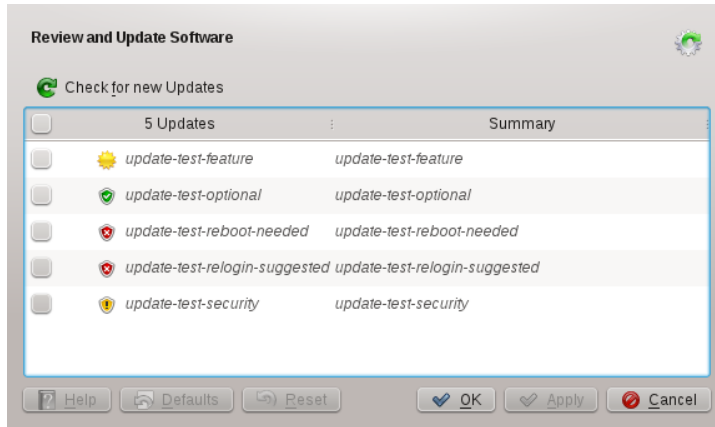 Review and Update Software
Check for new Updates
5 Updates Summary
update-test-feature update-test-feature
update-test-optional update-test-optional
update-test-reboot-needed update-test-reboot-needed
update-test-relogin-suggested update-test-relogin-suggested
update-test-security update-test-security
Help Defaults Reset OK Apply Cancel